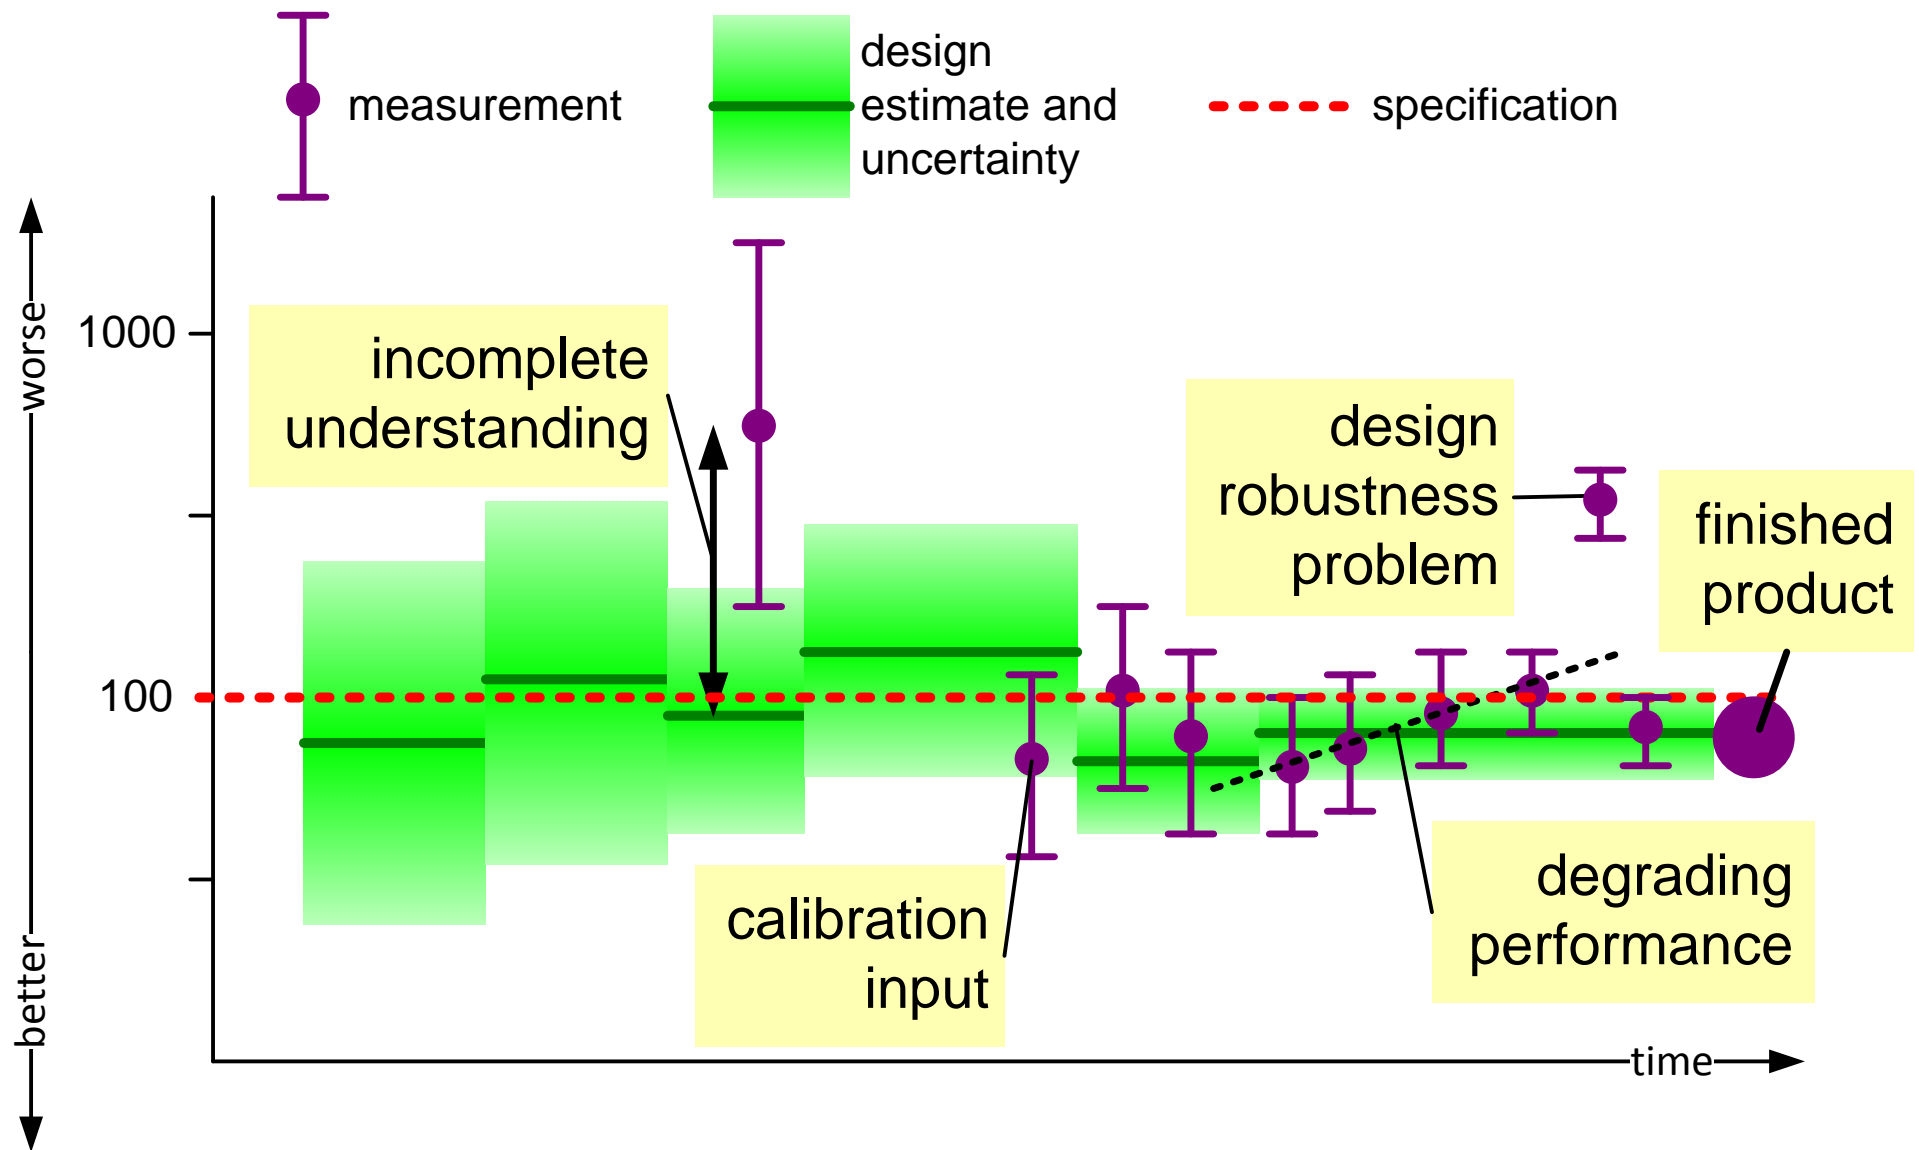 measurement
design
estimate and
uncertainty
specification
worse
better
1000
100
incomplete
understanding
design
robustness
problem
finished
product
calibration
input
degrading
performance
time